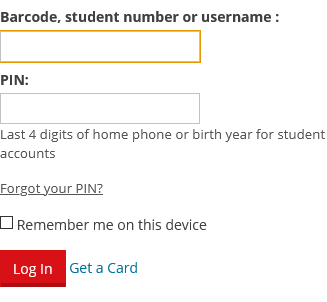 Barcode, student number or username :
PIN:
Last 4 digits of home phone or birth year for student
accounts
Forgot your PIN?
Remember me on this device
Log In Get a Card